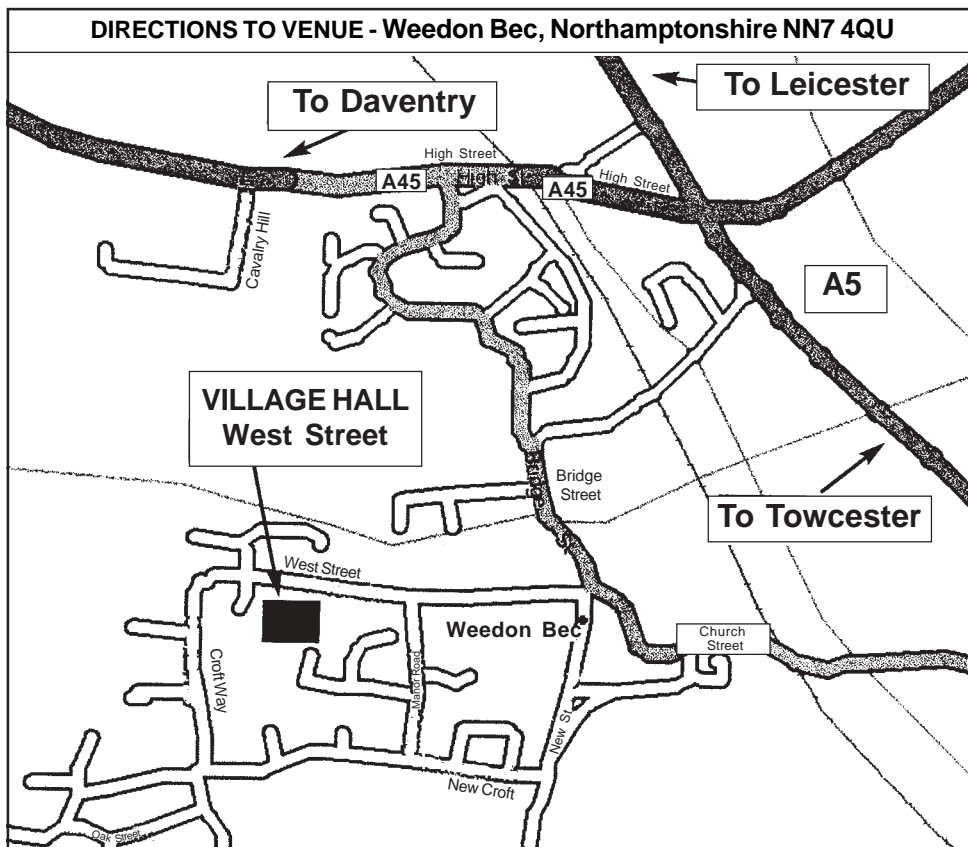 DIRECTIONS TO VENUE - Weedon Bec, Northamptonshire NN7 4QU
To Daventry
To Leicester
High Street
A45
High St
A45
High Street
Cavalry Hill
A5
VILLAGE HALL
West Street
Bridge St
Bridge
Street
To Towcester
West Street
Weedon Bec
Church
Street
Croft Way
Manor Road
New St
New Croft
Oak Street